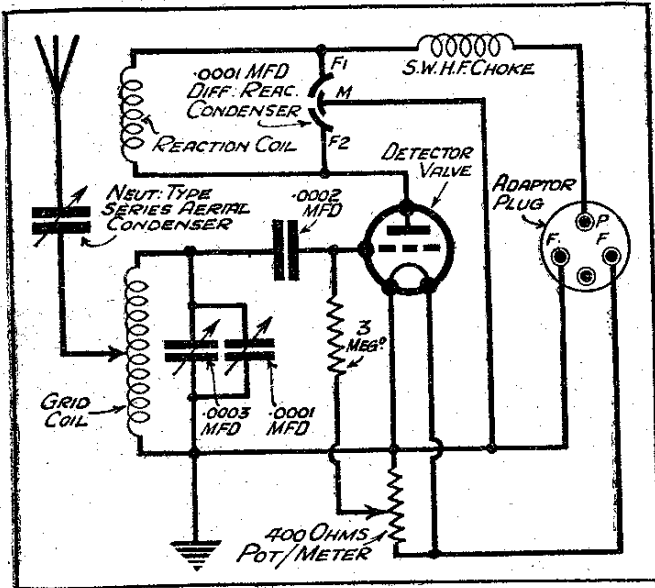 F1
.0001 MFD
DIFF. REAC.
CONDENSER
M
F2
S.W.H.F. CHOKE
REACTION COIL
DETECTOR
VALVE
ADAPTOR
PLUG
NEUT: TYPE
SERIES AERIAL
CONDENSER
.0002
MFD
P
F.
F
G
3
MEGΩ
GRID
COIL
.0003
MFD
.0001
MFD
400 OHMS
POT/METER